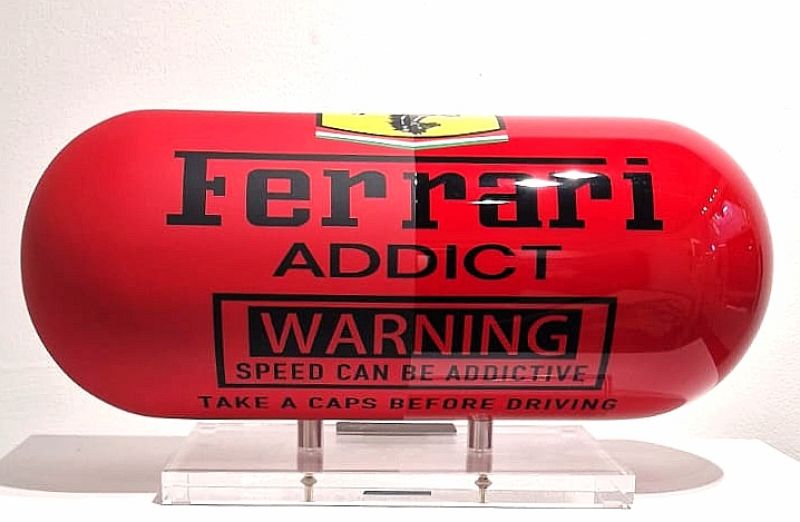 Ferrari
ADDICT
WARNING
SPEED CAN BE ADDICTIVE
TAKE A CAPS BEFORE DRIVING